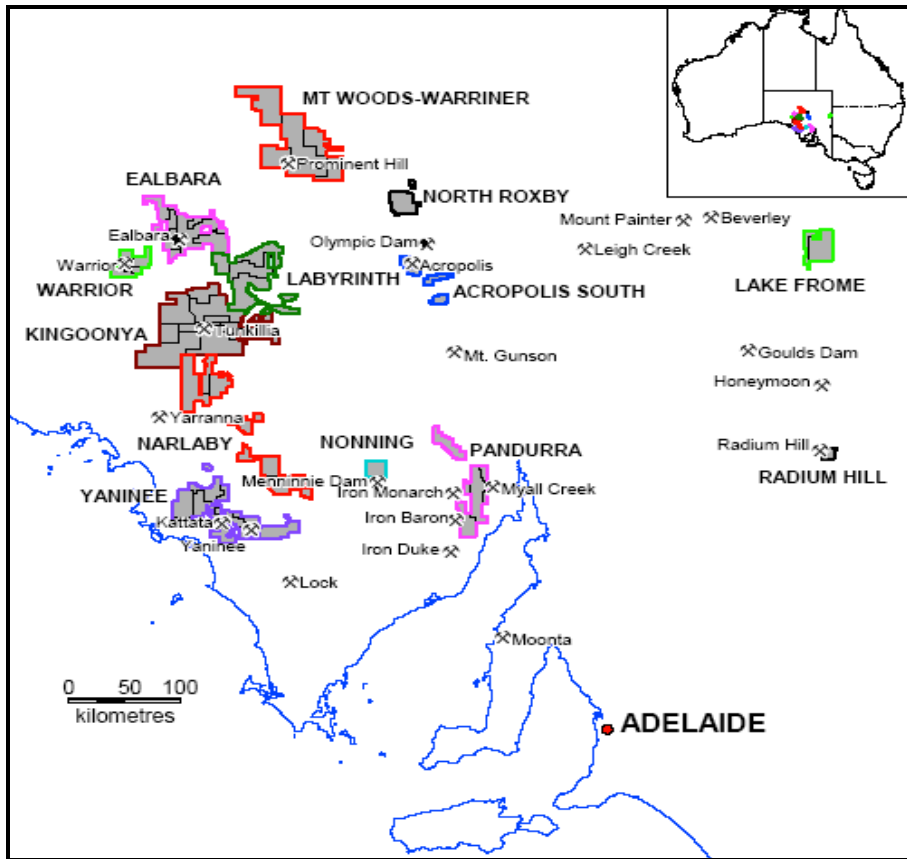 MT WOODS-WARRINER
Prominent Hill
EALBARA
NORTH ROXBY
Mount Painter
Beverley
Ealbara
Olympic Dam
Leigh Creek
Warrior
Acropolis
LABYRINTH
WARRIOR
ACROPOLIS SOUTH
LAKE FROME
KINGOONYA
Tunkillia
Mt. Gunson
Goulds Dam
Honeymoon
Yarranna
NARLABY
NONNING
PANDURRA
Radium Hill
RADIUM HILL
Menninnie Dam
YANINEE
Iron Monarch
Myall Creek
Kattata
Iron Baron
Yaninee
Iron Duke
Lock
Moonta
0 50 100
kilometres
ADELAIDE